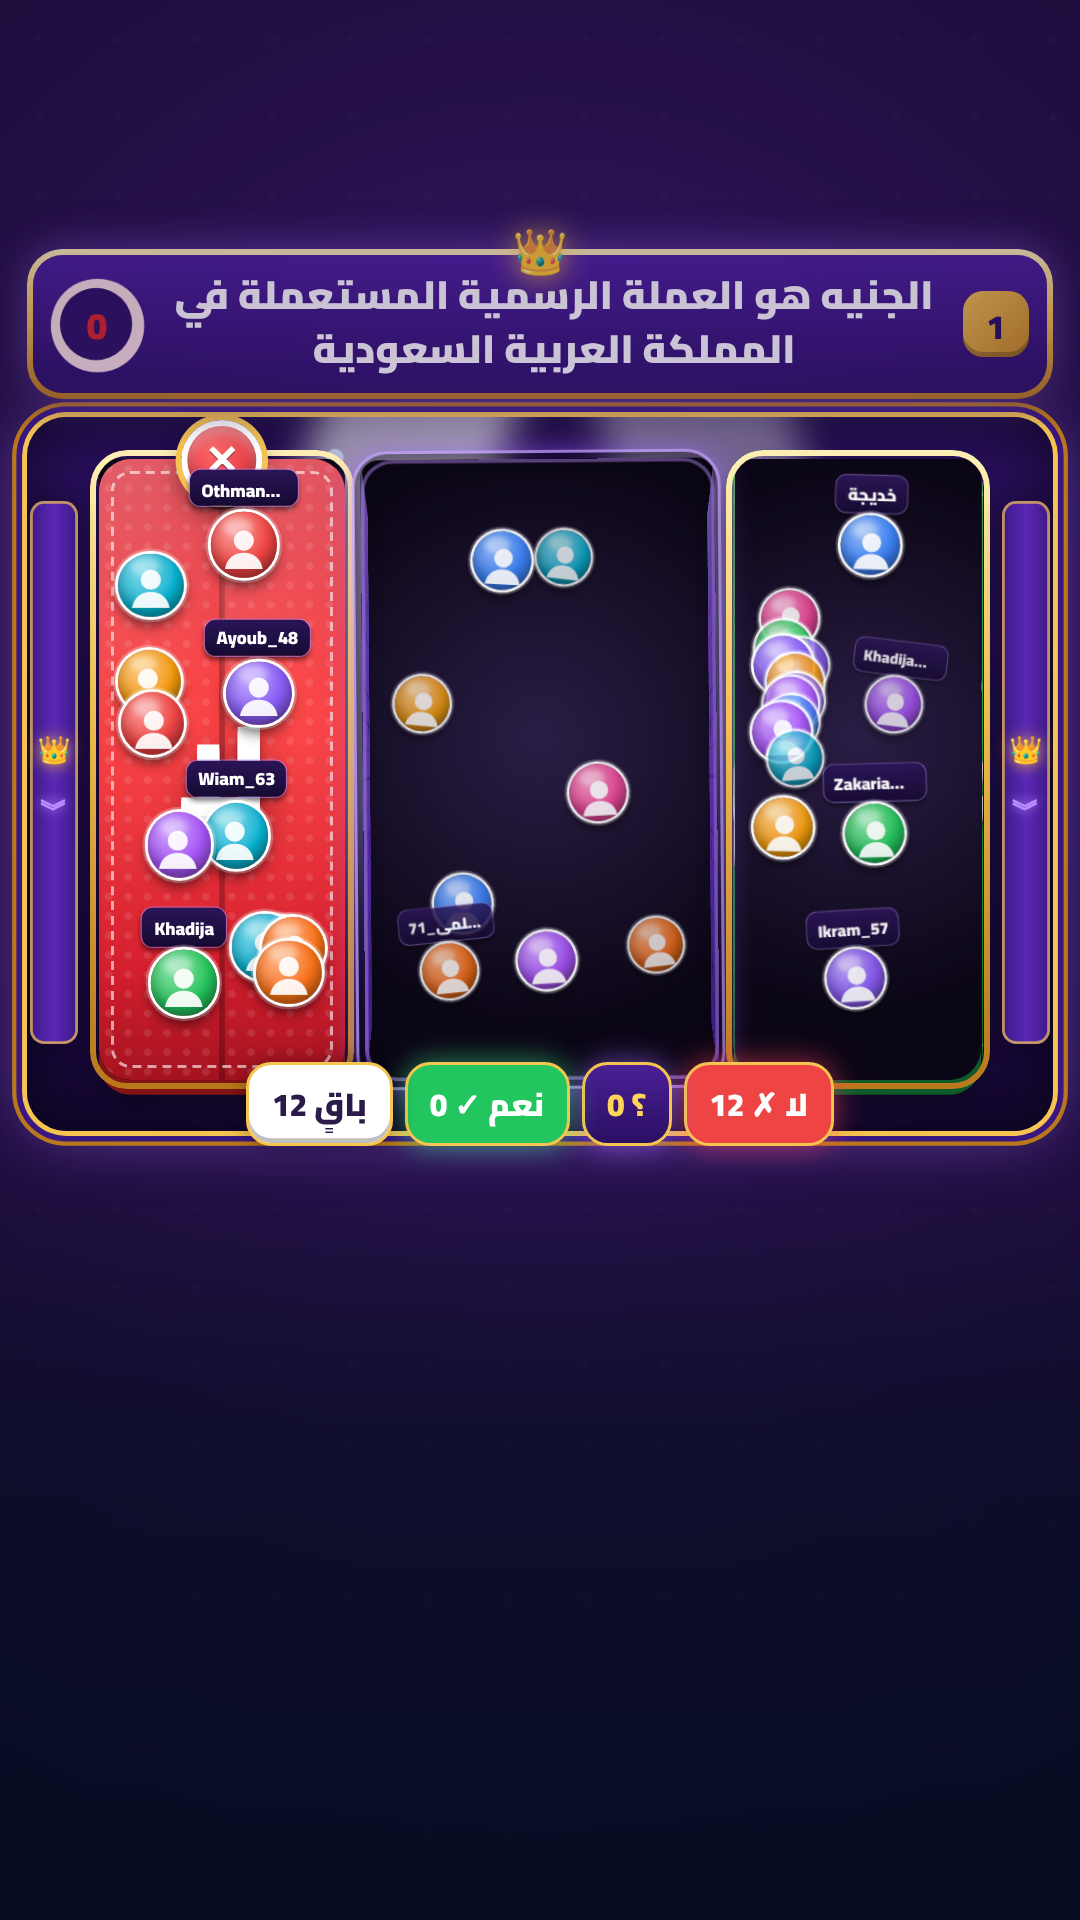 1
الجنيه هو العملة الرسمية المستعملة في
المملكة العربية السعودية
0
خديجة
Othman...
Ayoub_48
Khadija...
Wiam_63
Zakaria...
Khadija
71_لمى...
Ikram_57
لا ✗ 12
؟ 0
نعم ✓ 0
باقٍ 12